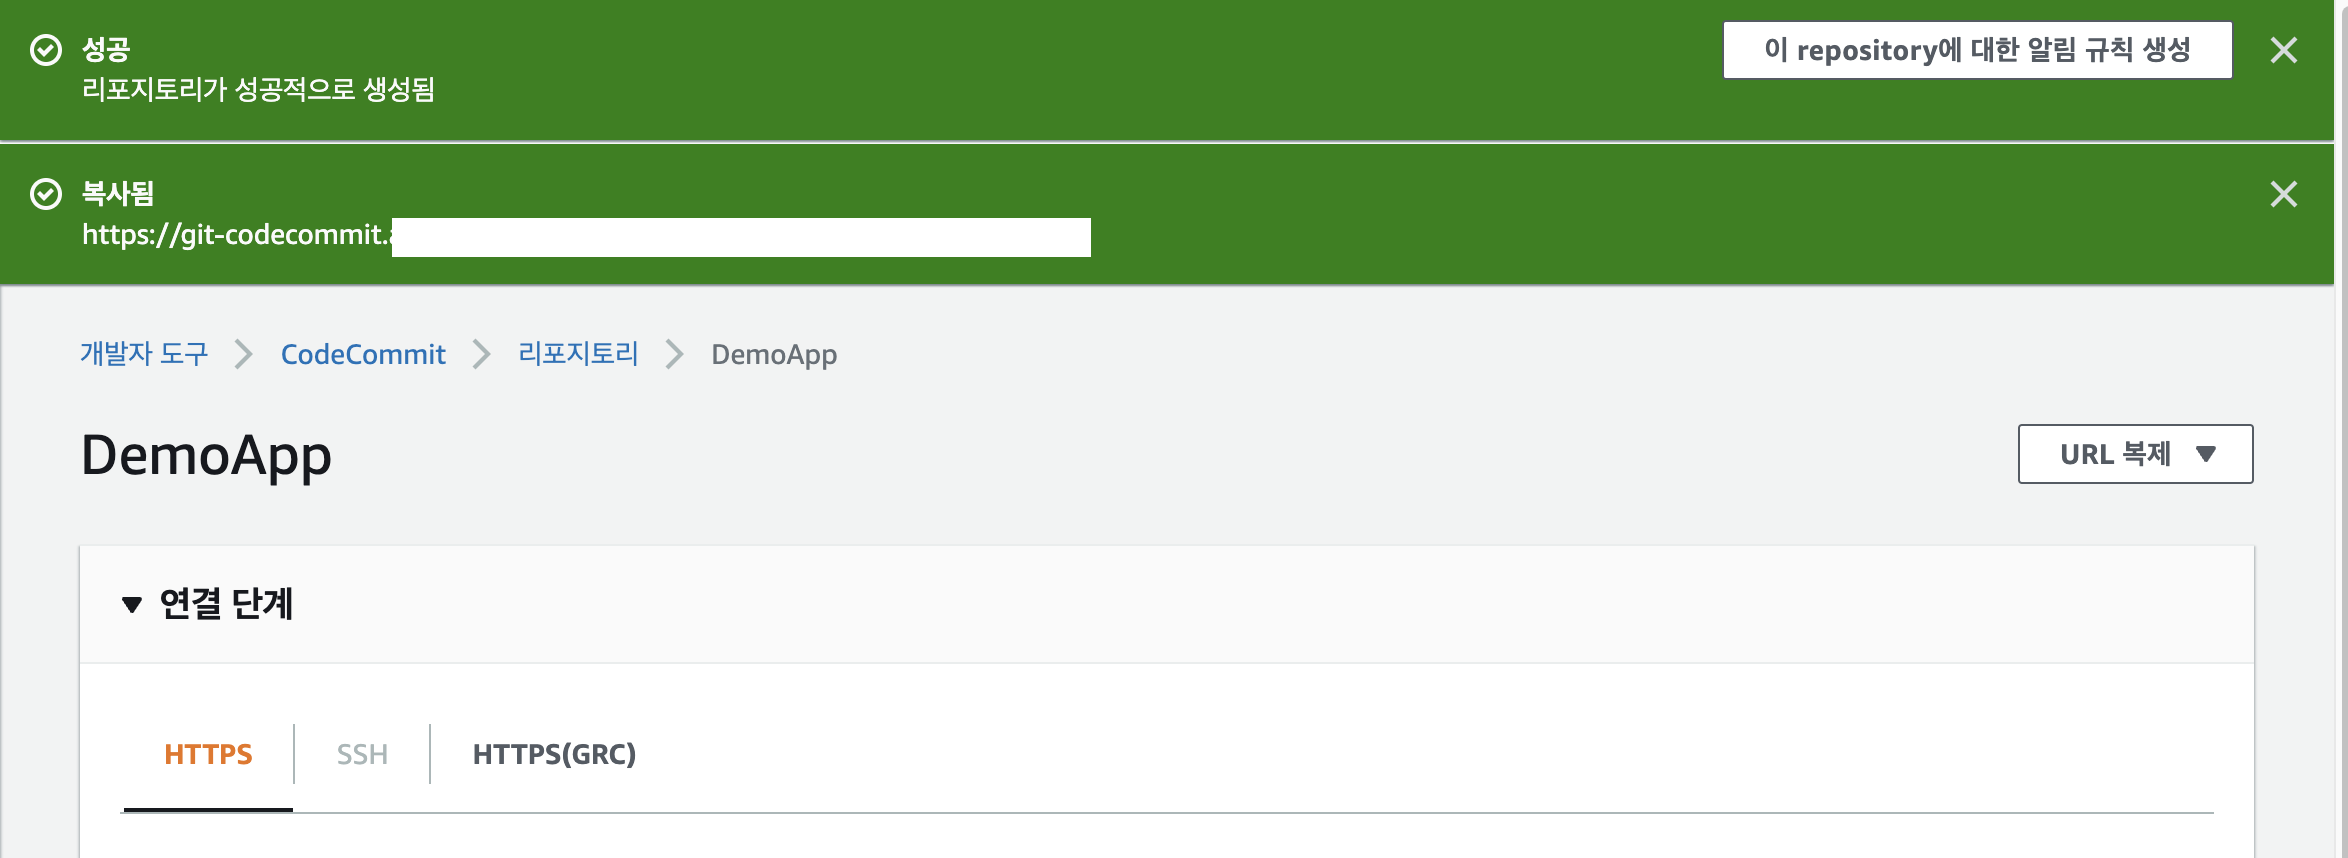 성공
리포지토리가 성공적으로 생성됨
이 repository에 대한 알림 규칙 생성
복사됨
https://git-codecommit.
개발자 도구 > CodeCommit > 리포지토리 > DemoApp
DemoApp
URL 복제
연결 단계
HTTPS
SSH
HTTPS(GRC)